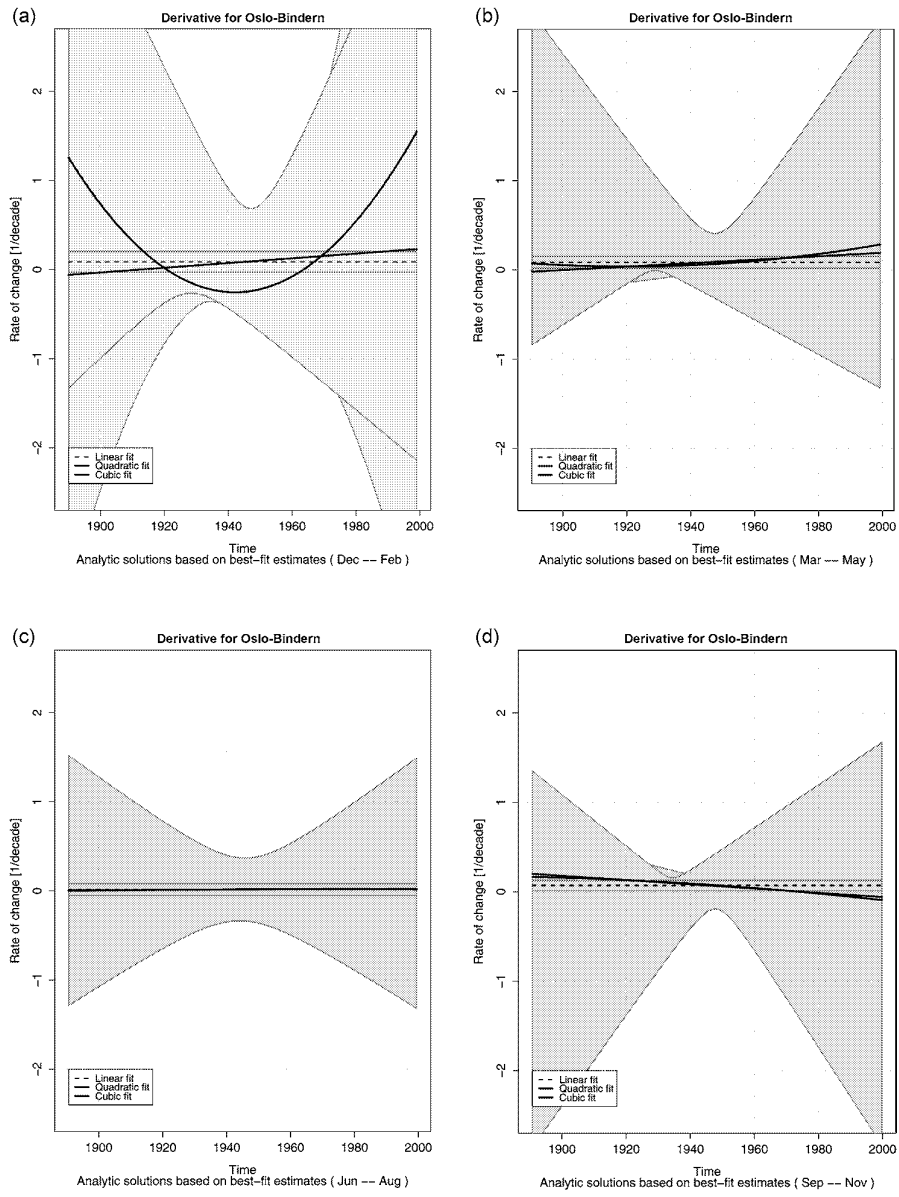 (a)
Derivative for Oslo-Bindern
Rate of change [1/decade]
2
1
0
−1
−2
Linear fit
Quadratic fit
Cubic fit
1900 1920 1940 1960 1980 2000
Time
Analytic solutions based on best−fit estimates ( Dec −− Feb )
(b)
Derivative for Oslo-Bindern
Rate of change [1/decade]
2
1
0
−1
−2
Linear fit
Quadratic fit
Cubic fit
1900 1920 1940 1960 1980 2000
Time
Analytic solutions based on best−fit estimates ( Mar −− May )
(c)
Derivative for Oslo-Bindern
Rate of change [1/decade]
2
1
0
−1
−2
Linear fit
Quadratic fit
Cubic fit
1900 1920 1940 1960 1980 2000
Time
Analytic solutions based on best−fit estimates ( Jun −− Aug )
(d)
Derivative for Oslo-Bindern
Rate of change [1/decade]
2
1
0
−1
−2
Linear fit
Quadratic fit
Cubic fit
1900 1920 1940 1960 1980 2000
Time
Analytic solutions based on best−fit estimates ( Sep −− Nov )